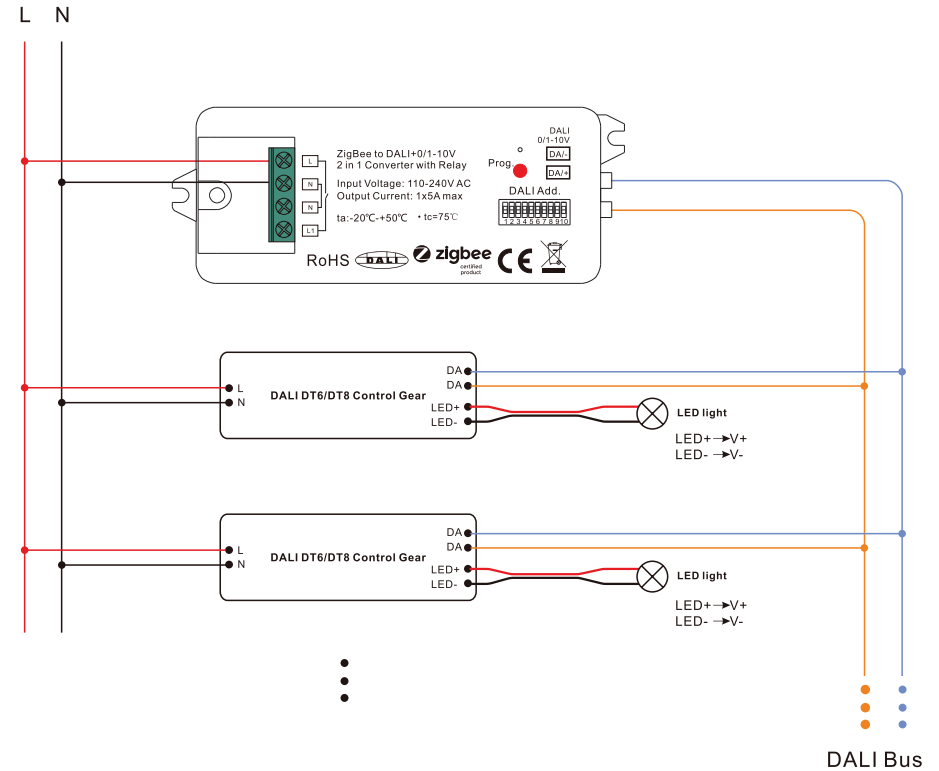 L N
ZigBee to DALI+0/1-10V
2 in 1 Converter with Relay
Input Voltage: 110-240V AC
Output Current: 1x5A max
ta:-20℃-+50℃ • tc=75℃
L
N
N
L1
RoHS DALI zigbee
certified
product
CE
Prog.
DALI
0/1-10V
DA/-
DA/+
DALI Add.
1 2 3 4 5 6 7 8 9 10
L
N
DALI DT6/DT8 Control Gear
DA
DA
LED+
LED-
LED light
LED+→V+
LED- →V-
L
N
DALI DT6/DT8 Control Gear
DA
DA
LED+
LED-
LED light
LED+→V+
LED- →V-
DALI Bus